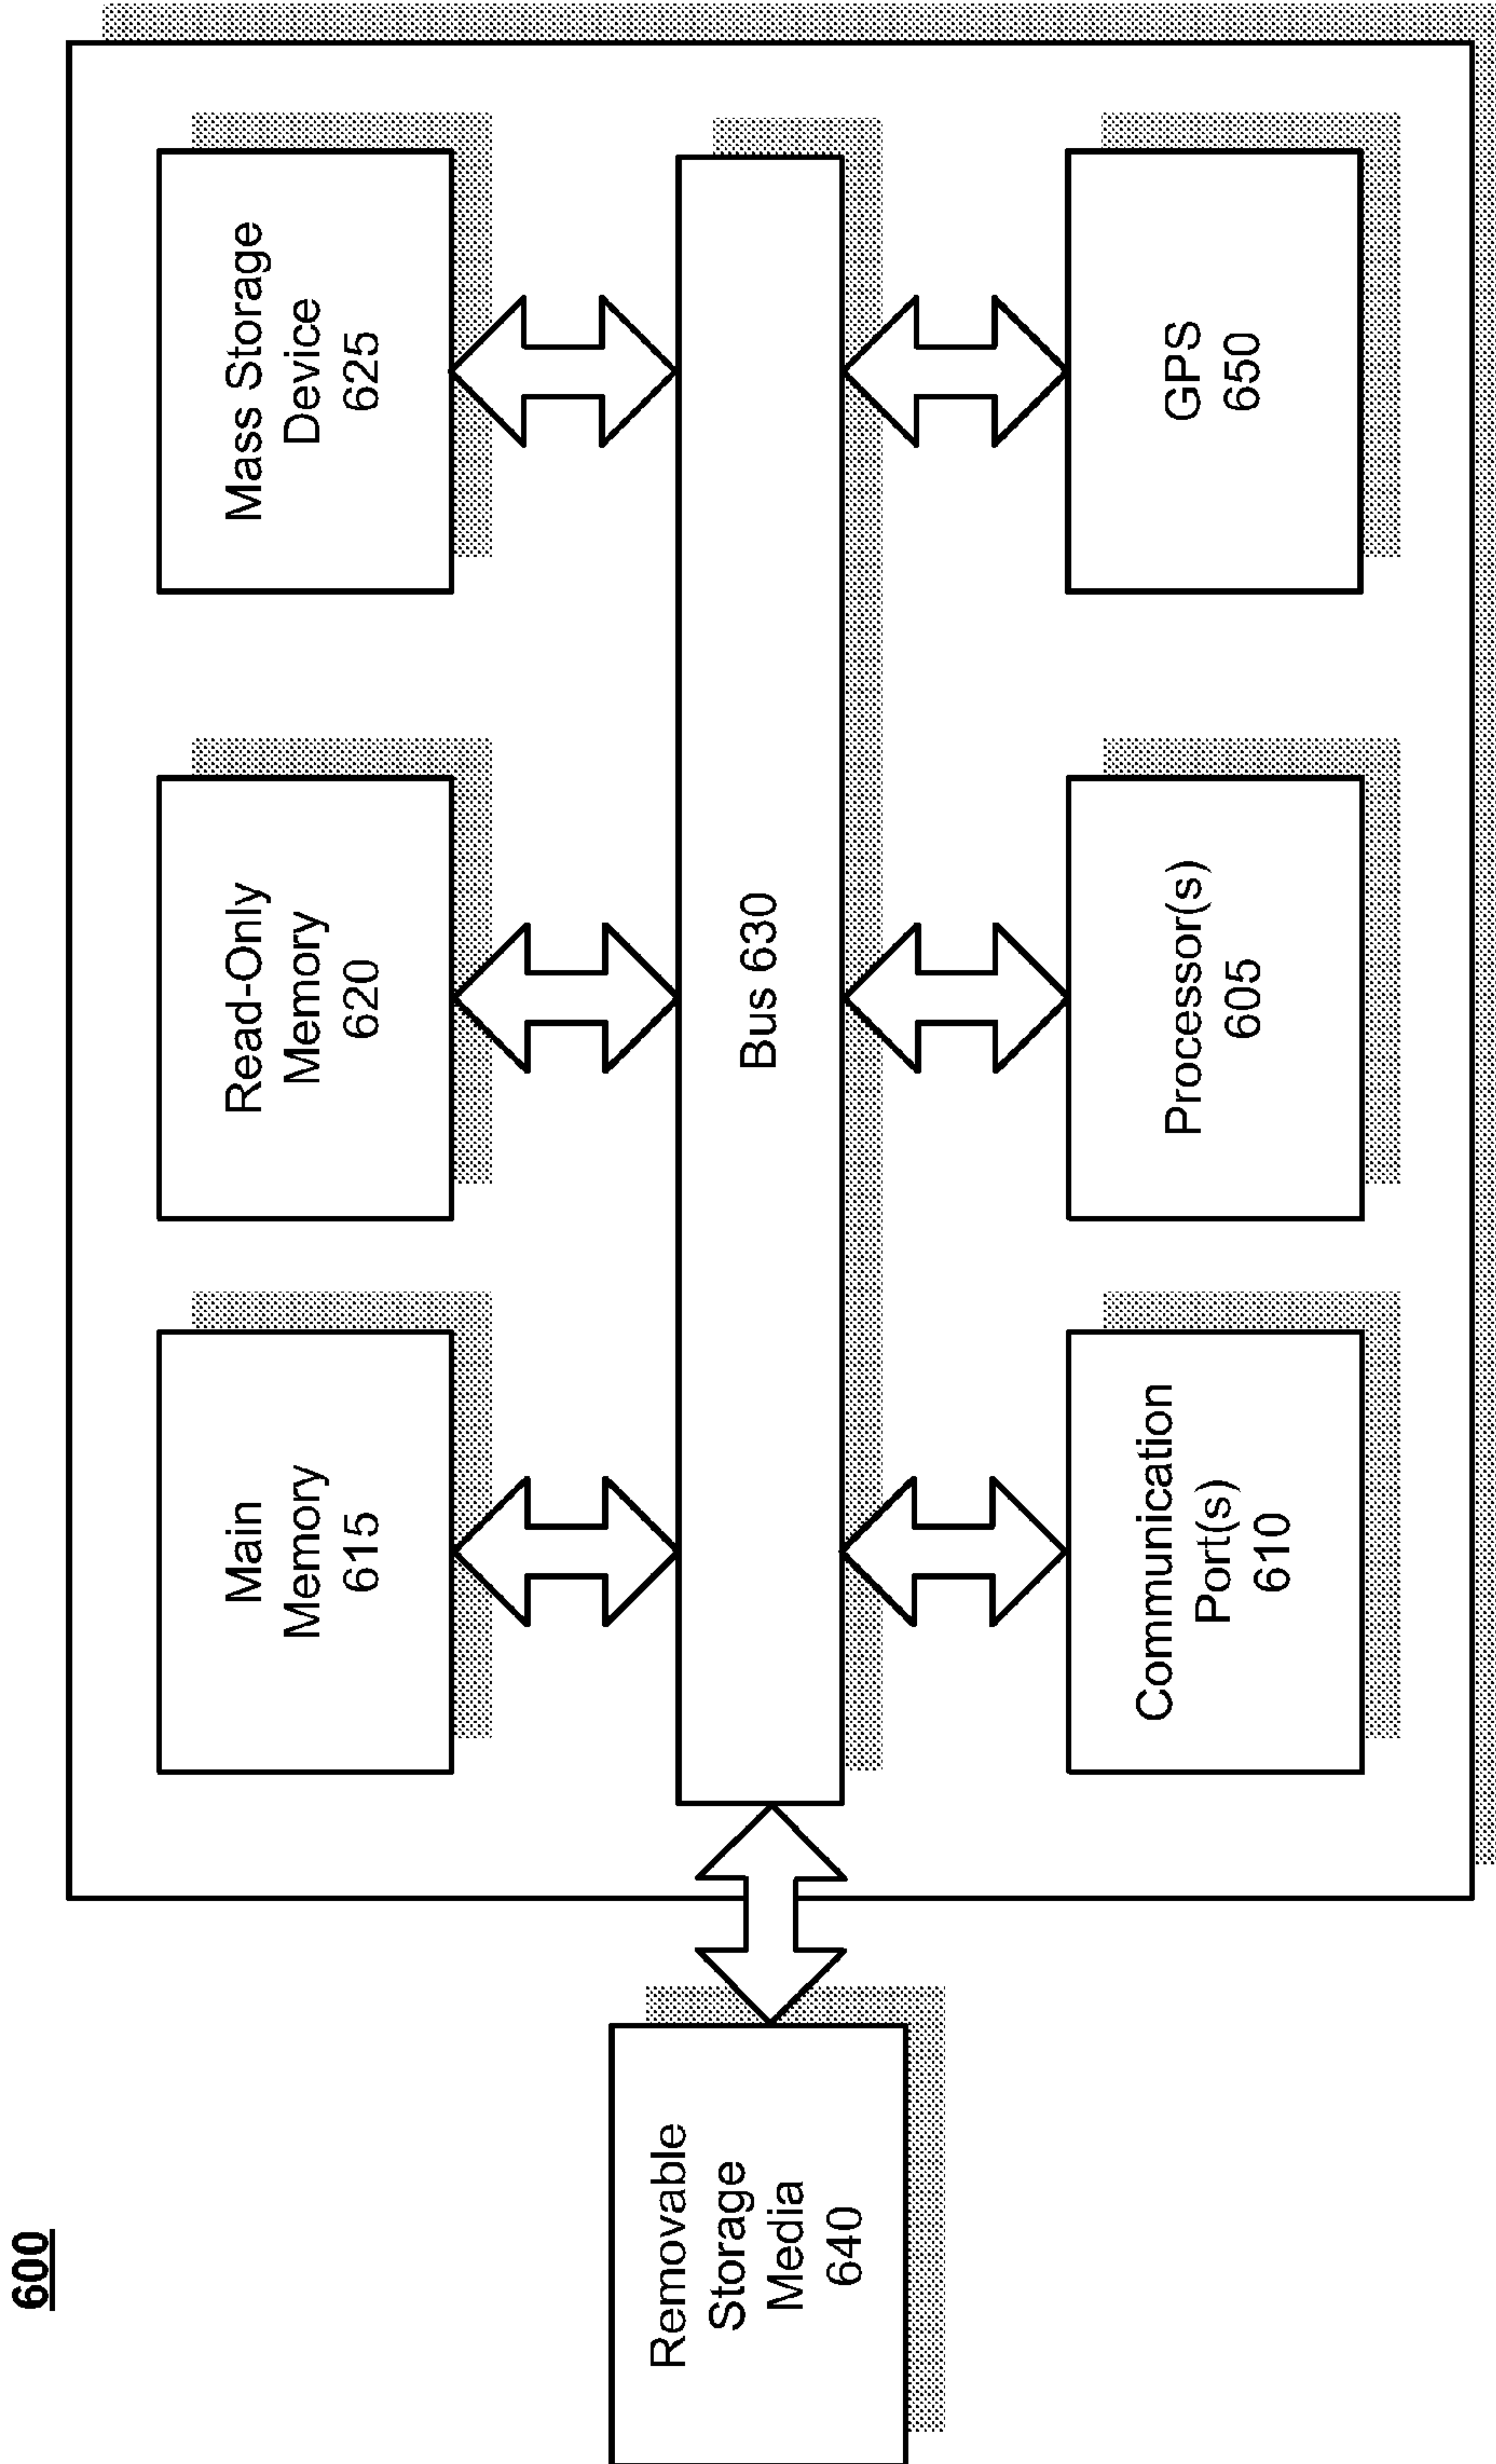 600
Main
Memory
615
Read-Only
Memory
620
Mass Storage
Device
625
Removable
Storage
Media
640
Bus 630
Communication
Port(s)
610
Processor(s)
605
GPS
650